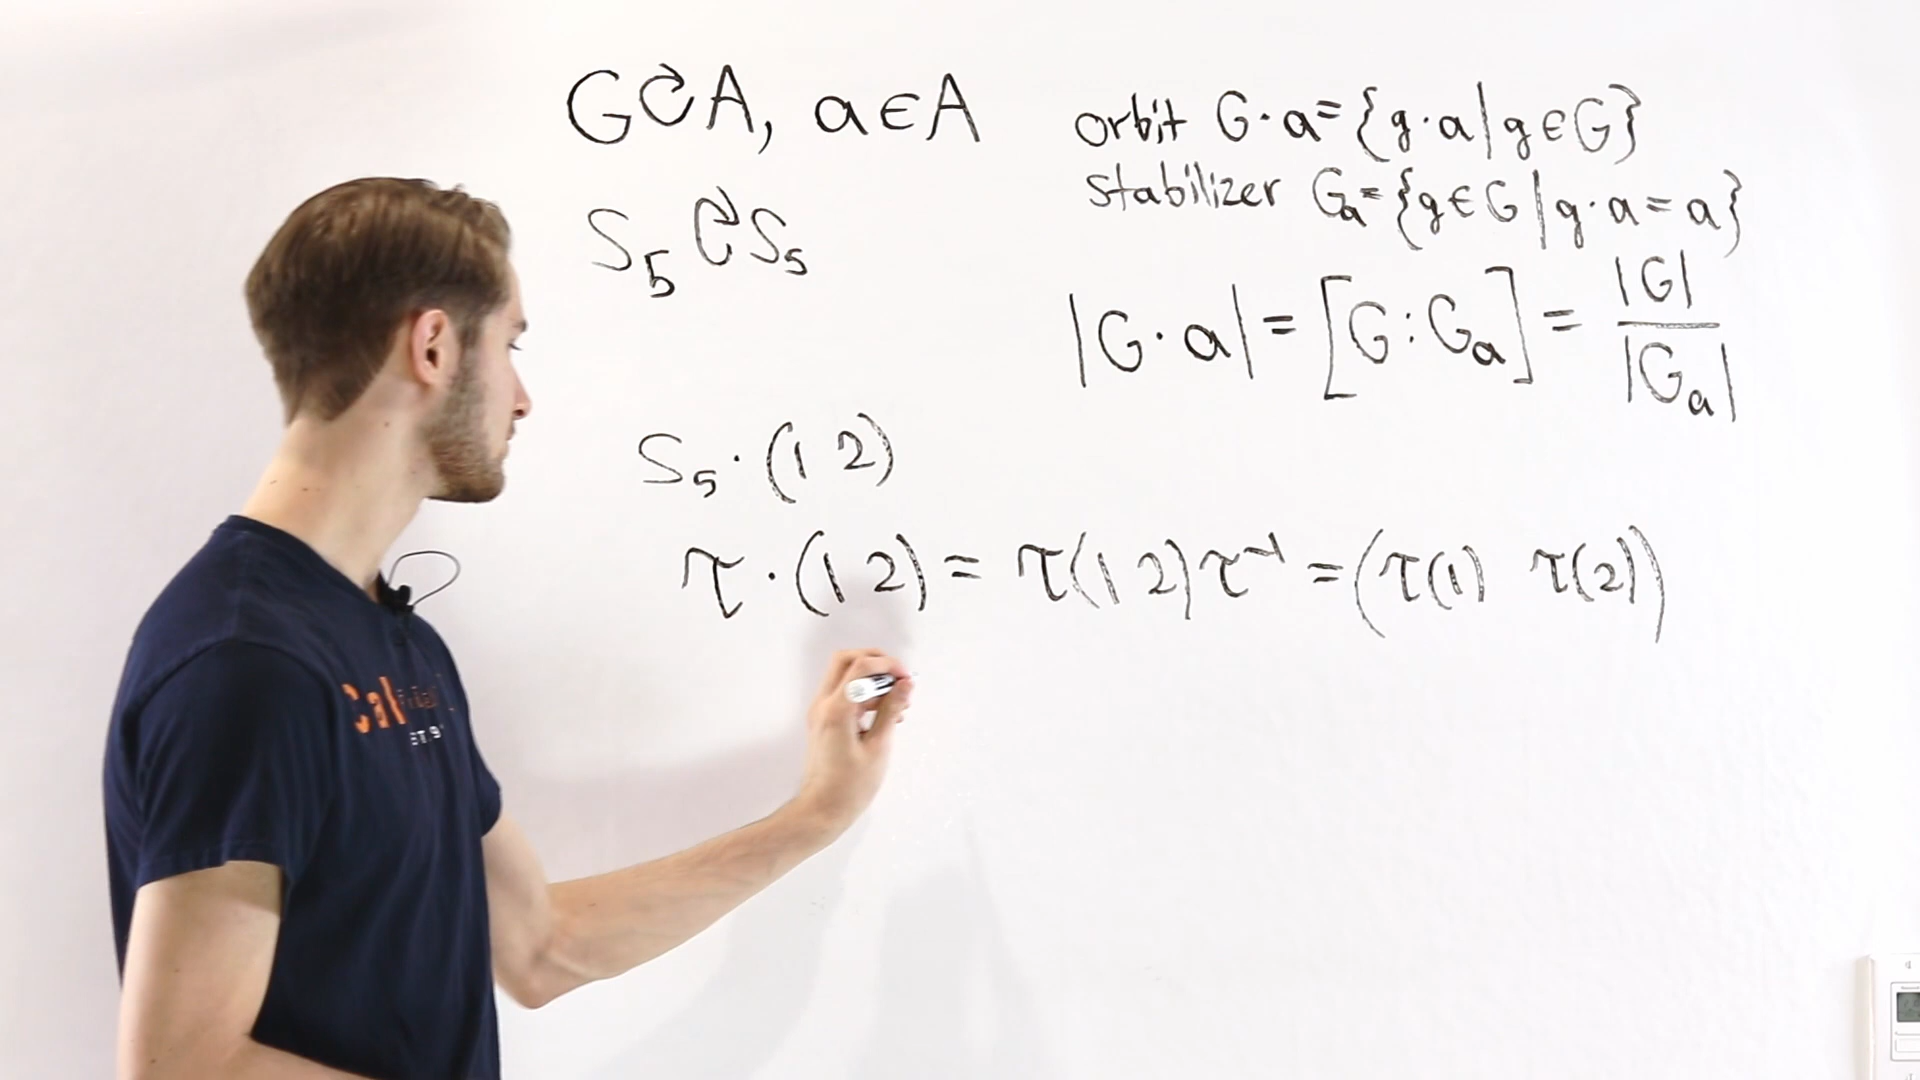 G↻A, a∈A
orbit G·a={g·a|g∈G}
stabilizer Gₐ={g∈G|g·a=a}
S₅↻S₅
|G·a|=[G:Gₐ]=|G|/|Gₐ|
S₅·(1 2)
τ·(1 2)=τ(1 2)τ⁻¹=(τ(1) τ(2))